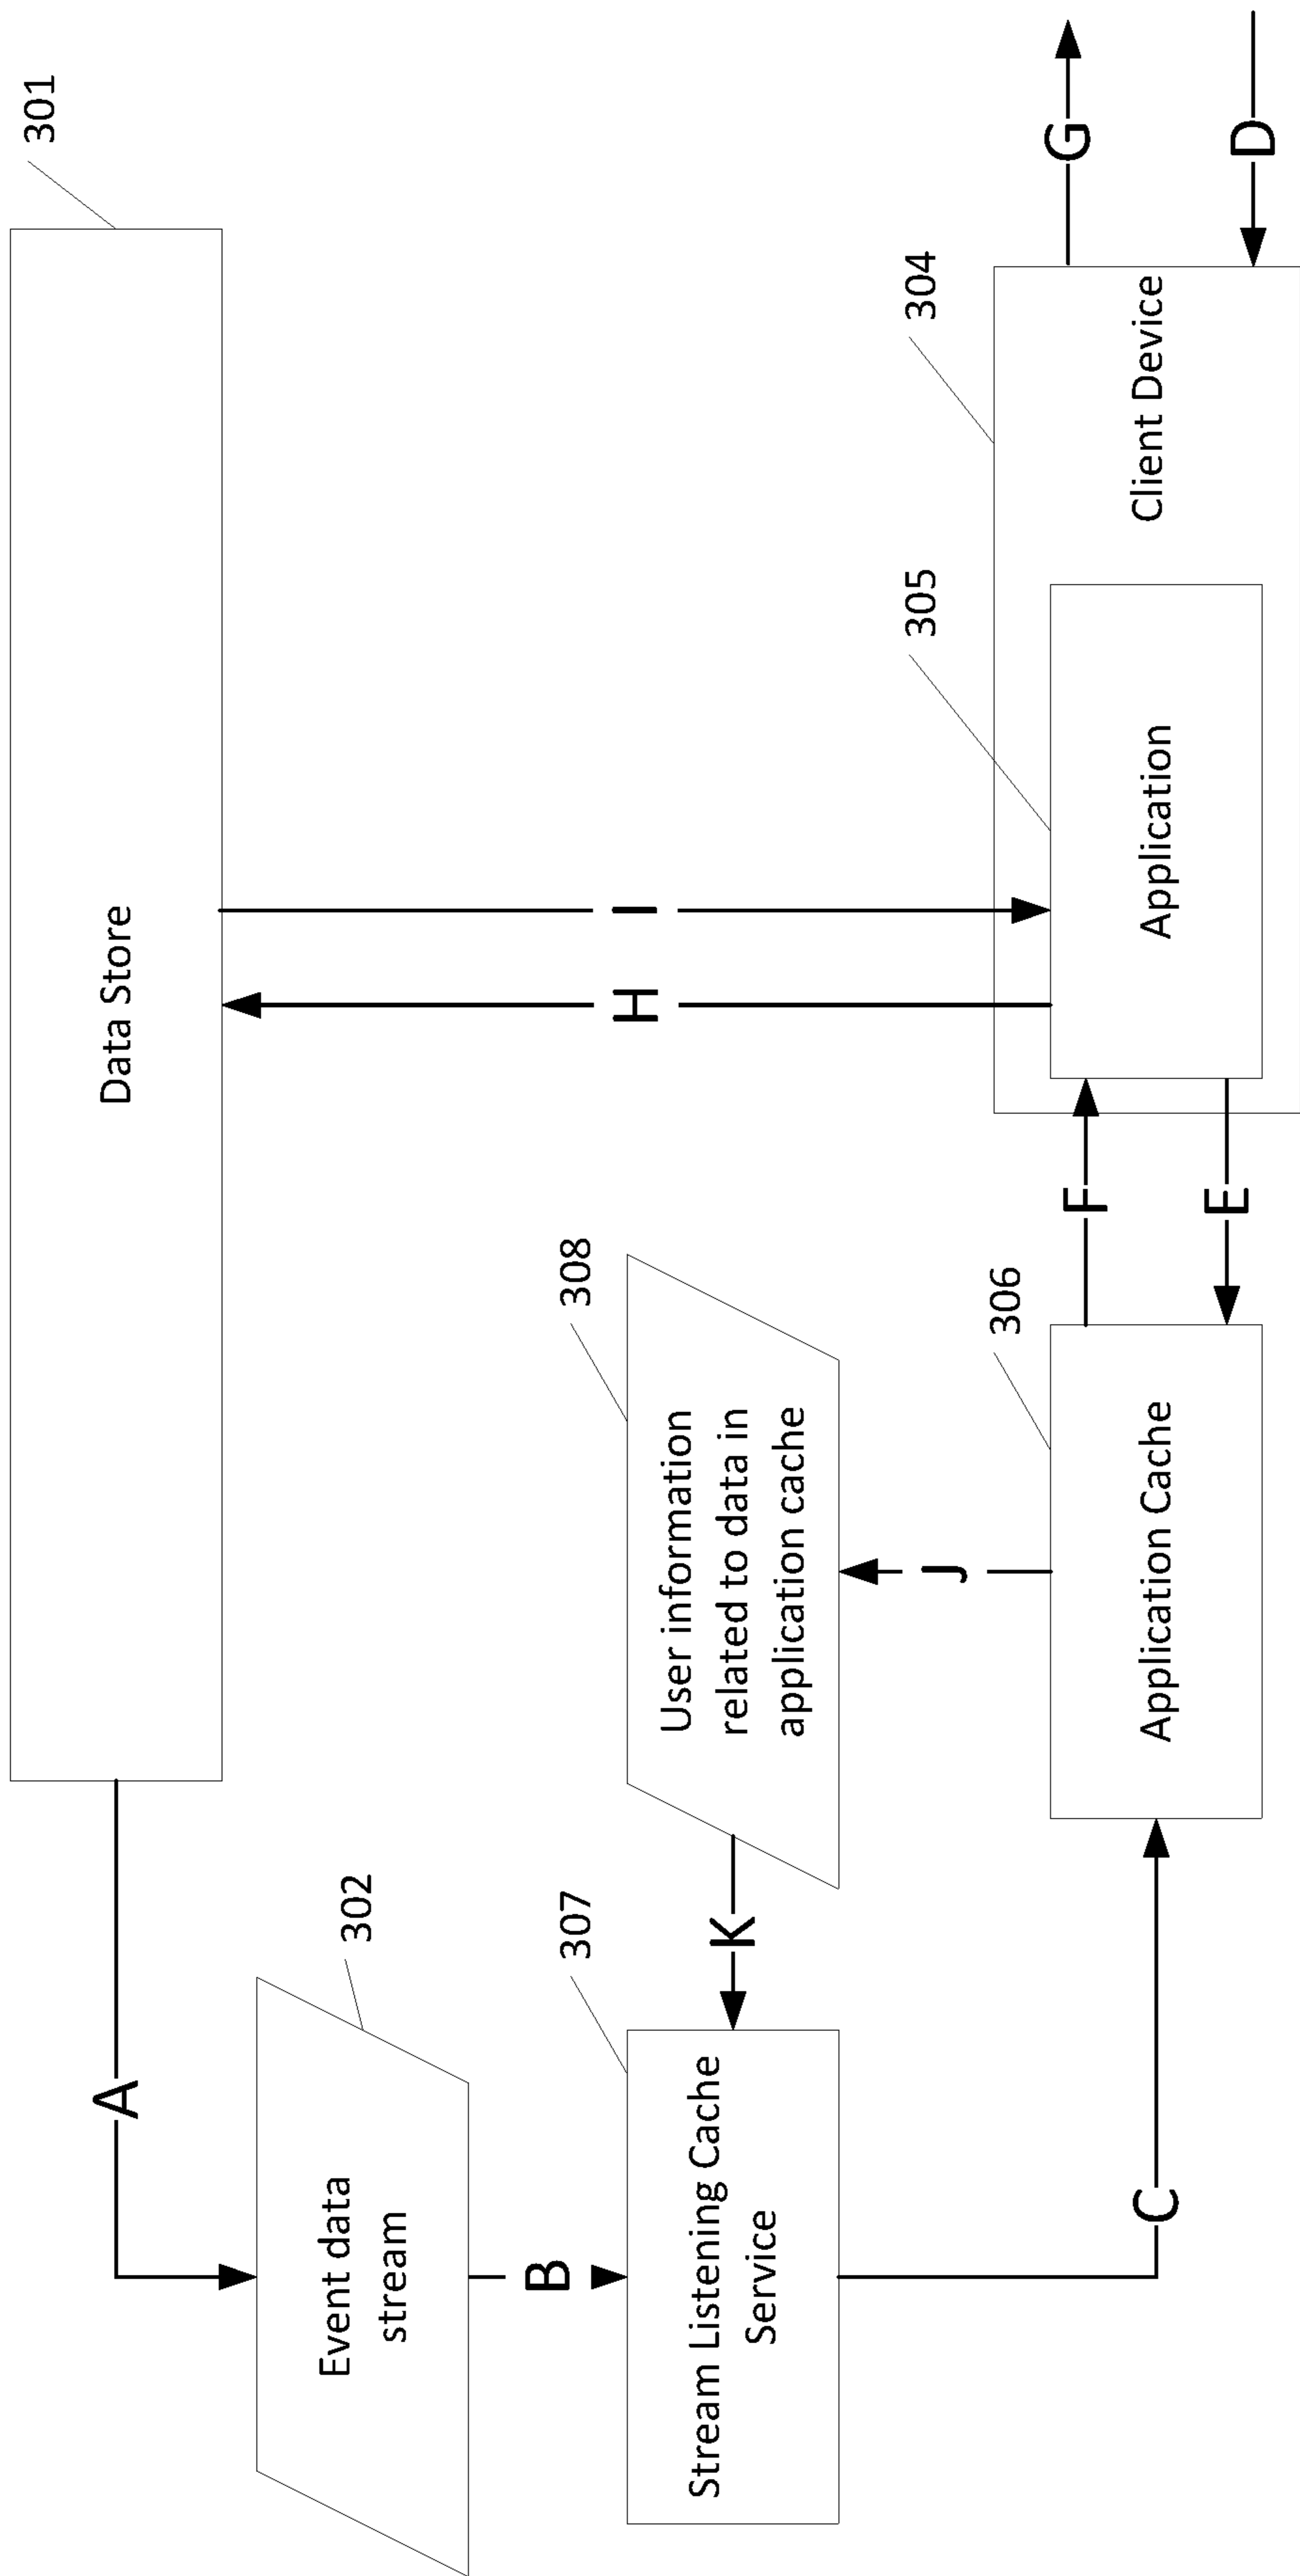 301
Data Store
A
302
Event data
stream
B
I
H
308
User information
related to data in
application cache
307
K
Stream Listening Cache
Service
J
C
306
Application Cache
F
E
305
Application
304
Client Device
G
D